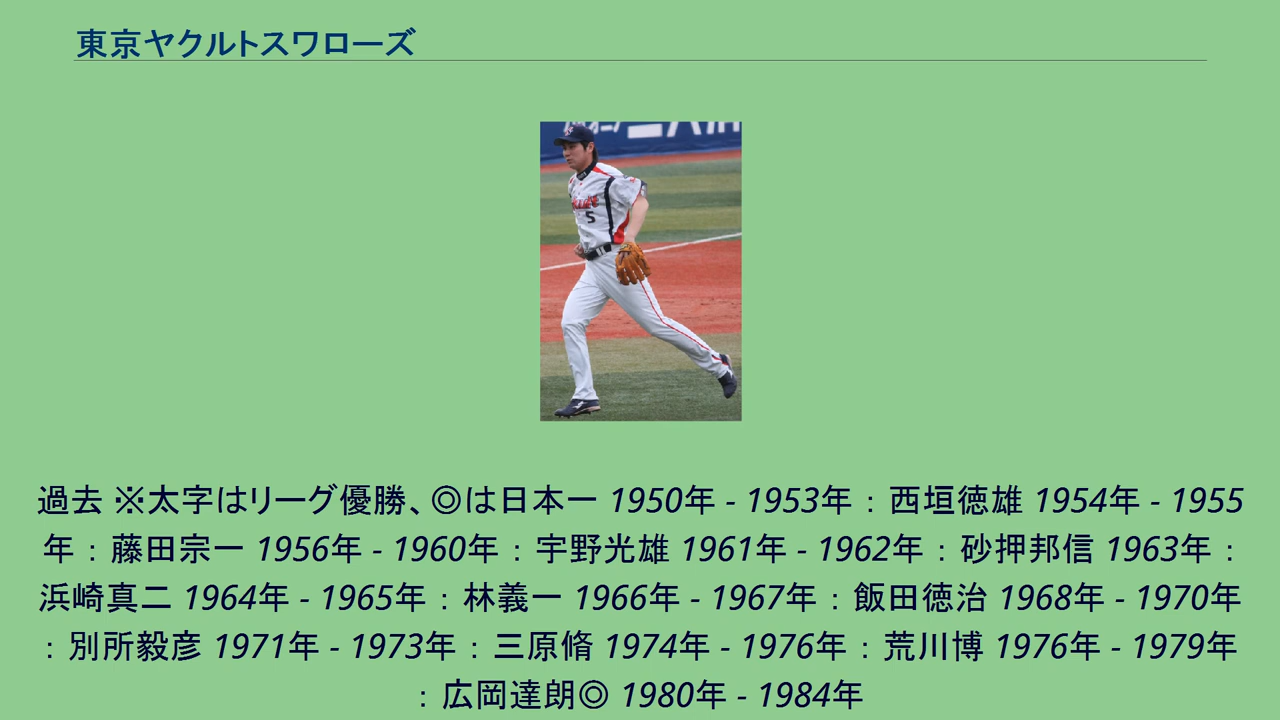 東京ヤクルトスワローズ
5
過去 ※太字はリーグ優勝、◎は日本一 1950年 - 1953年 : 西垣徳雄 1954年 - 1955
年 : 藤田宗一 1956年 - 1960年 : 宇野光雄 1961年 - 1962年 : 砂押邦信 1963年 :
浜崎真二 1964年 - 1965年 : 林義一 1966年 - 1967年 : 飯田徳治 1968年 - 1970年
: 別所毅彦 1971年 - 1973年 : 三原脩 1974年 - 1976年 : 荒川博 1976年 - 1979年
: 広岡達朗◎ 1980年 - 1984年